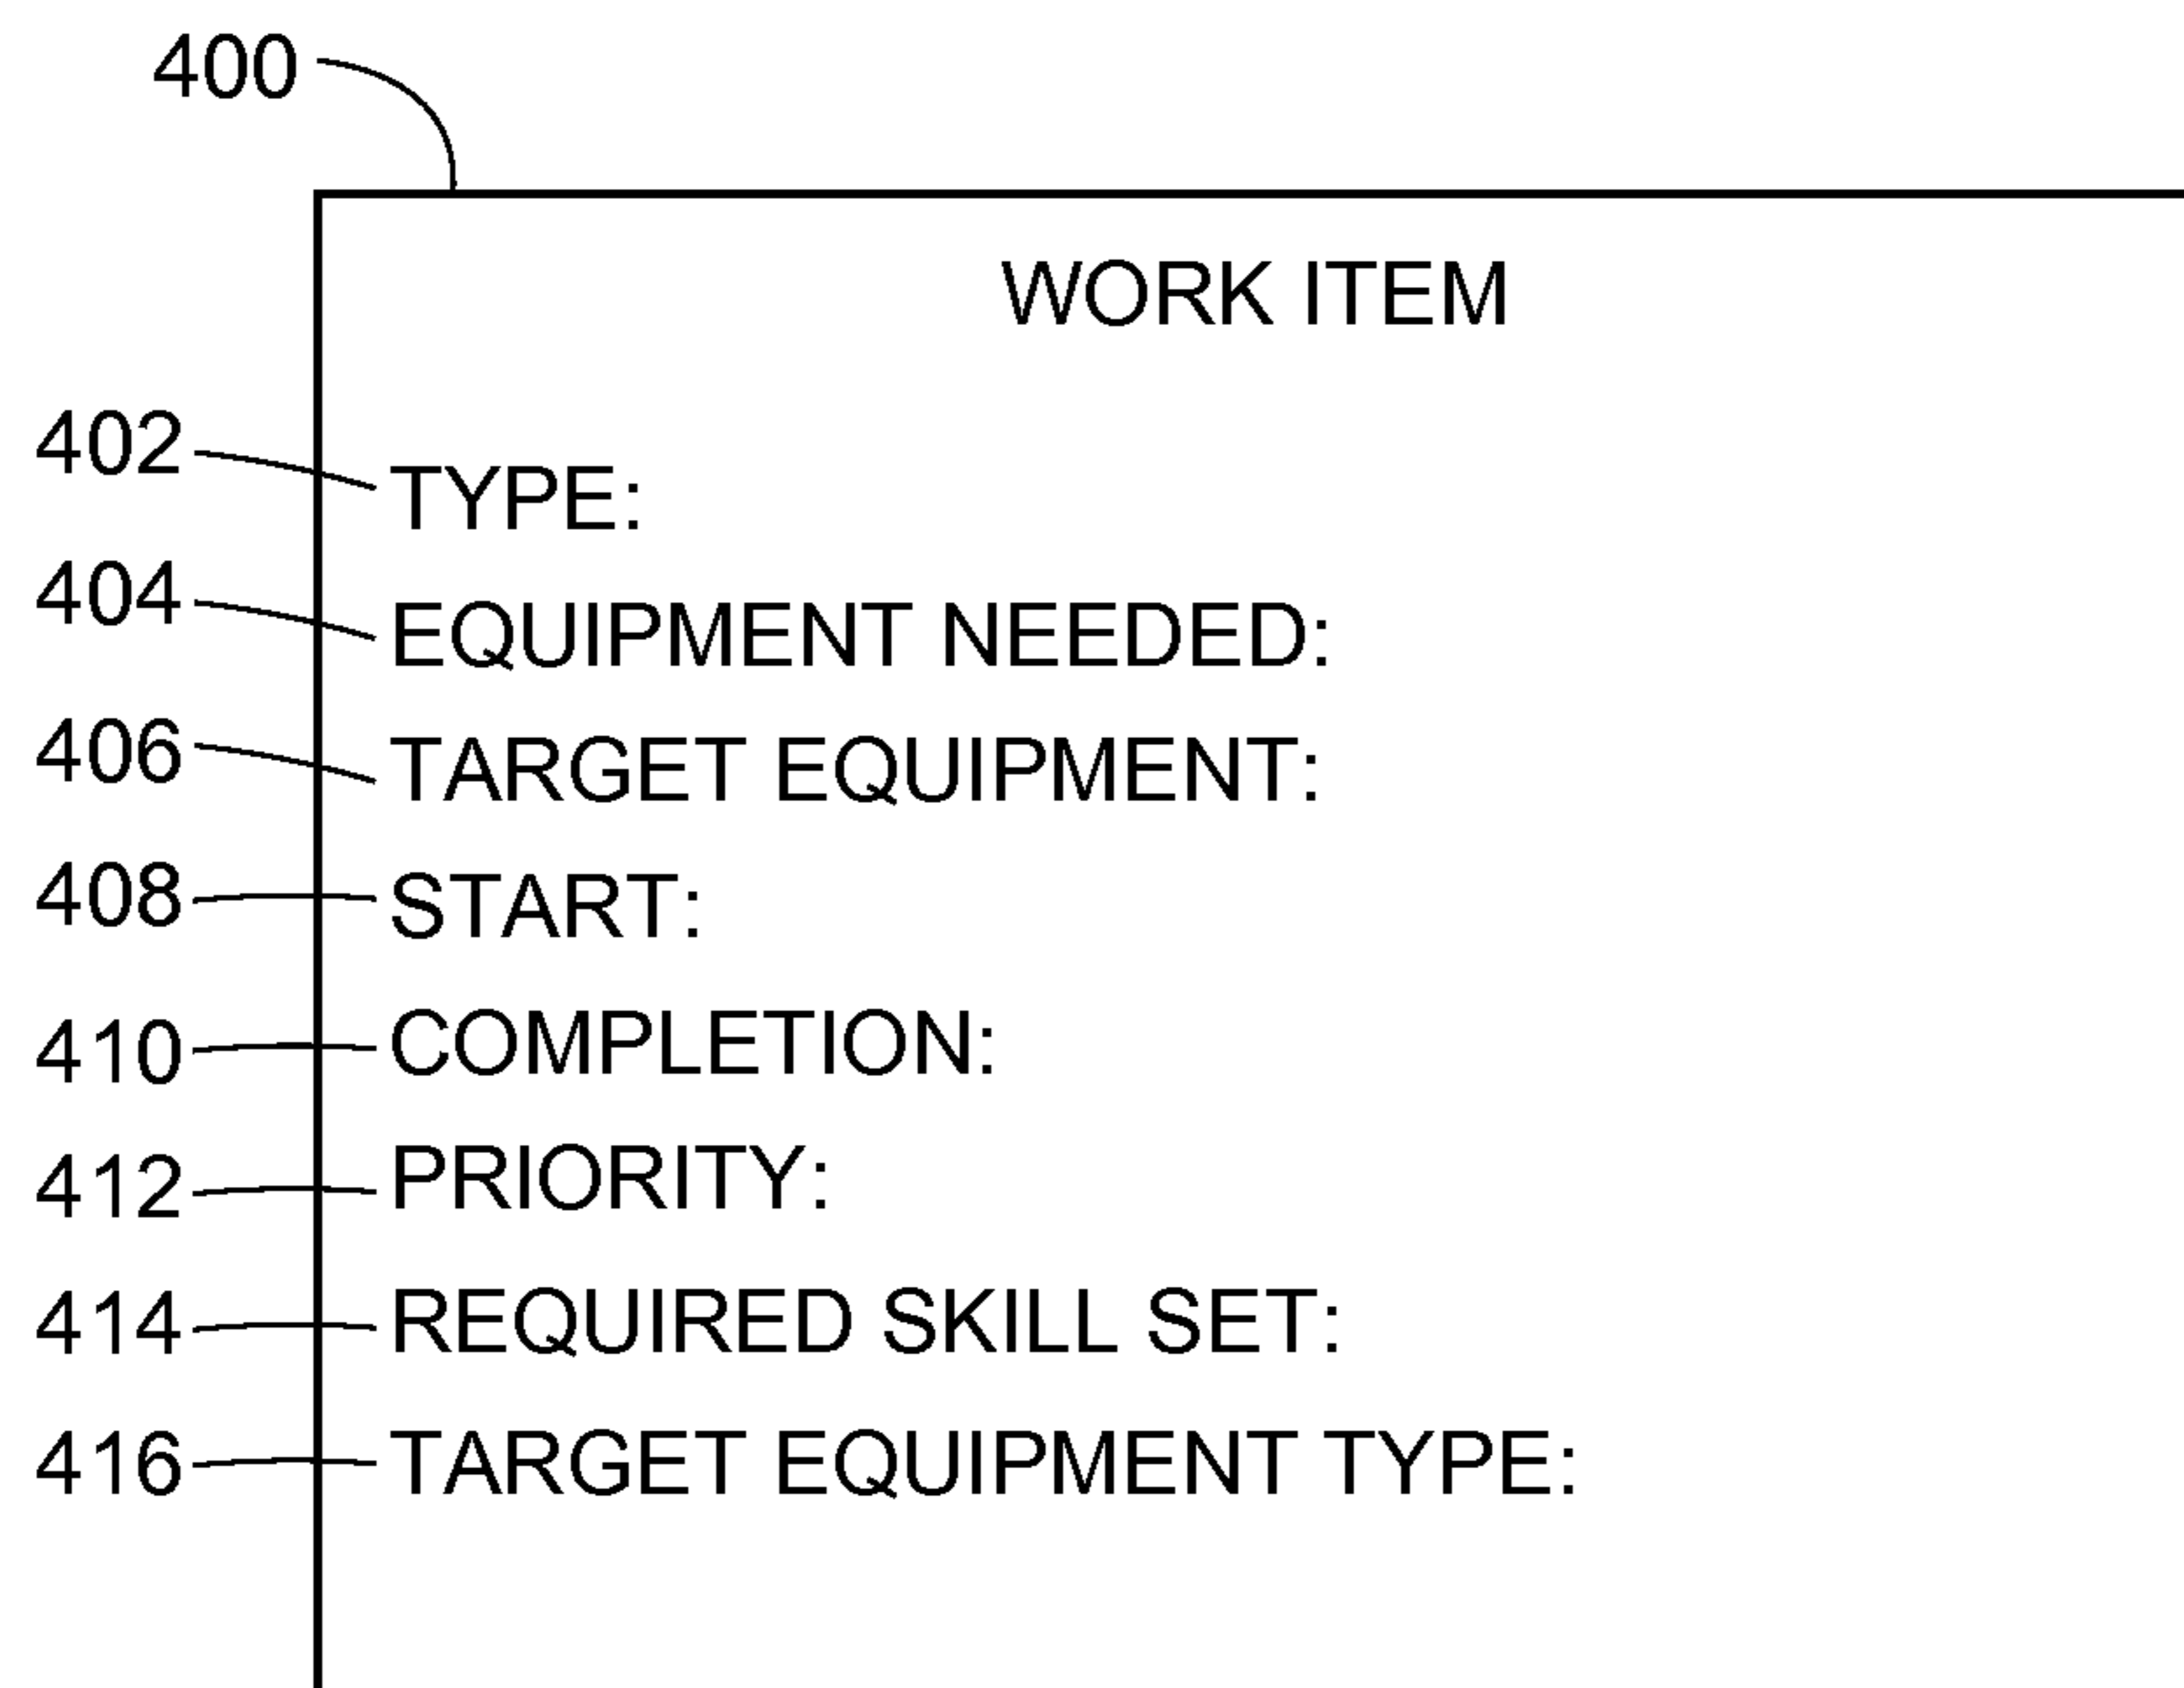 400
WORK ITEM
402 TYPE:
404 EQUIPMENT NEEDED:
406 TARGET EQUIPMENT:
408 START:
410 COMPLETION:
412 PRIORITY:
414 REQUIRED SKILL SET:
416 TARGET EQUIPMENT TYPE: